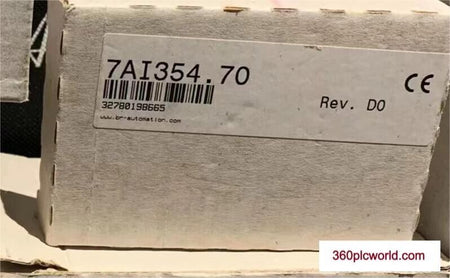 7AI354.70
32780198665
Rev. D0
www.br-automation.com
CE
360plcworld.com